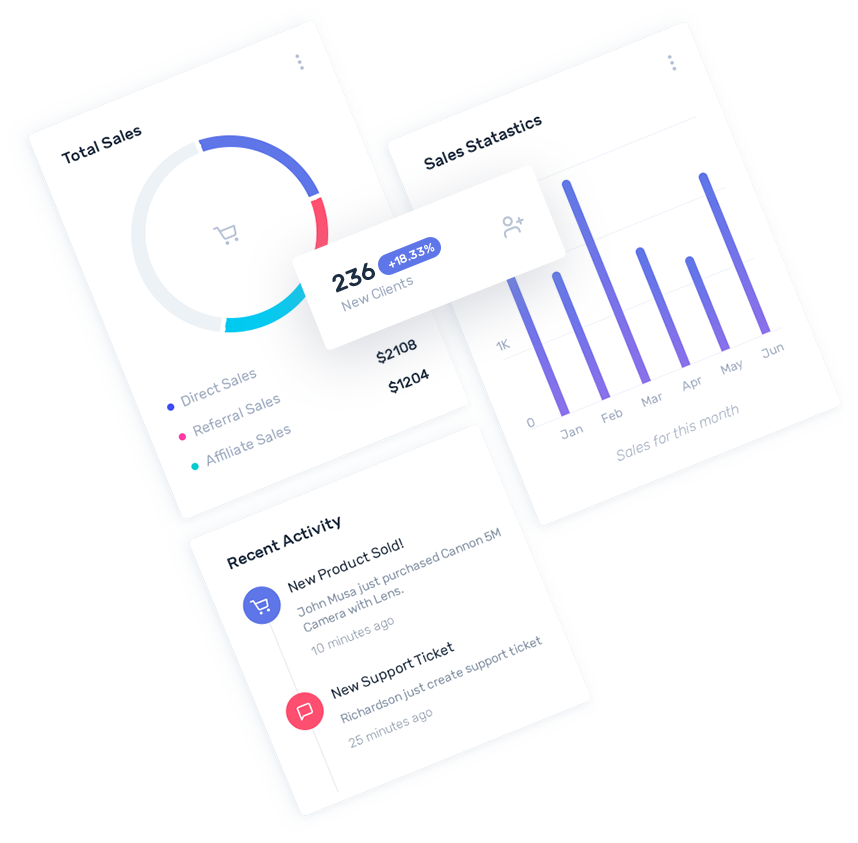 Total Sales
Direct Sales
Referral Sales
$2108
Affiliate Sales
$1204
236 +18.33%
New Clients
Sales Statastics
1K
0
Jan
Feb
Mar
Apr
May
Jun
Sales for this month
Recent Activity
New Product Sold!
John Musa just purchased Cannon 5M
Camera with Lens.
10 minutes ago
New Support Ticket
Richardson just create support ticket
25 minutes ago